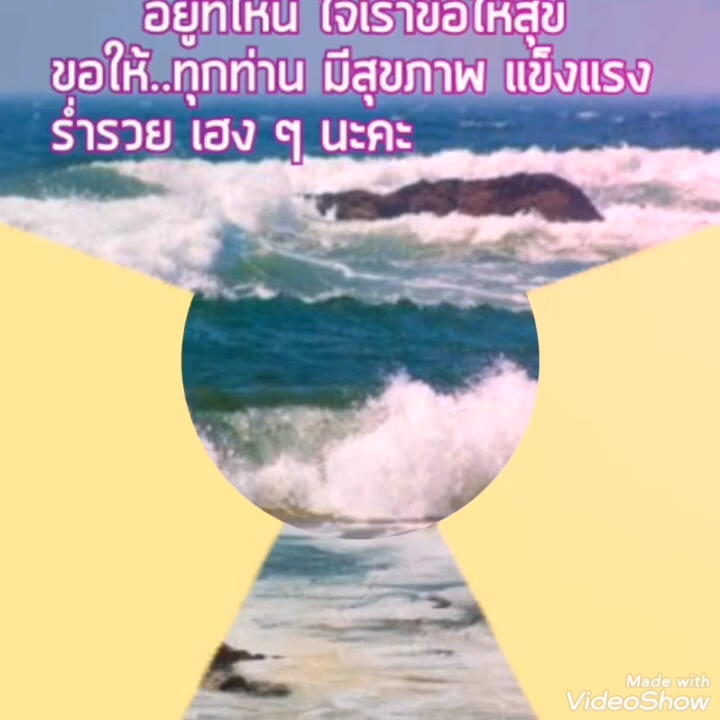 อยู่ที่ไหน ใจเราขอให้สุข
ขอให้..ทุกท่าน มีสุขภาพ แข็งแรง
ร่ำรวย เฮง ๆ นะคะ
Made with
VideoShow